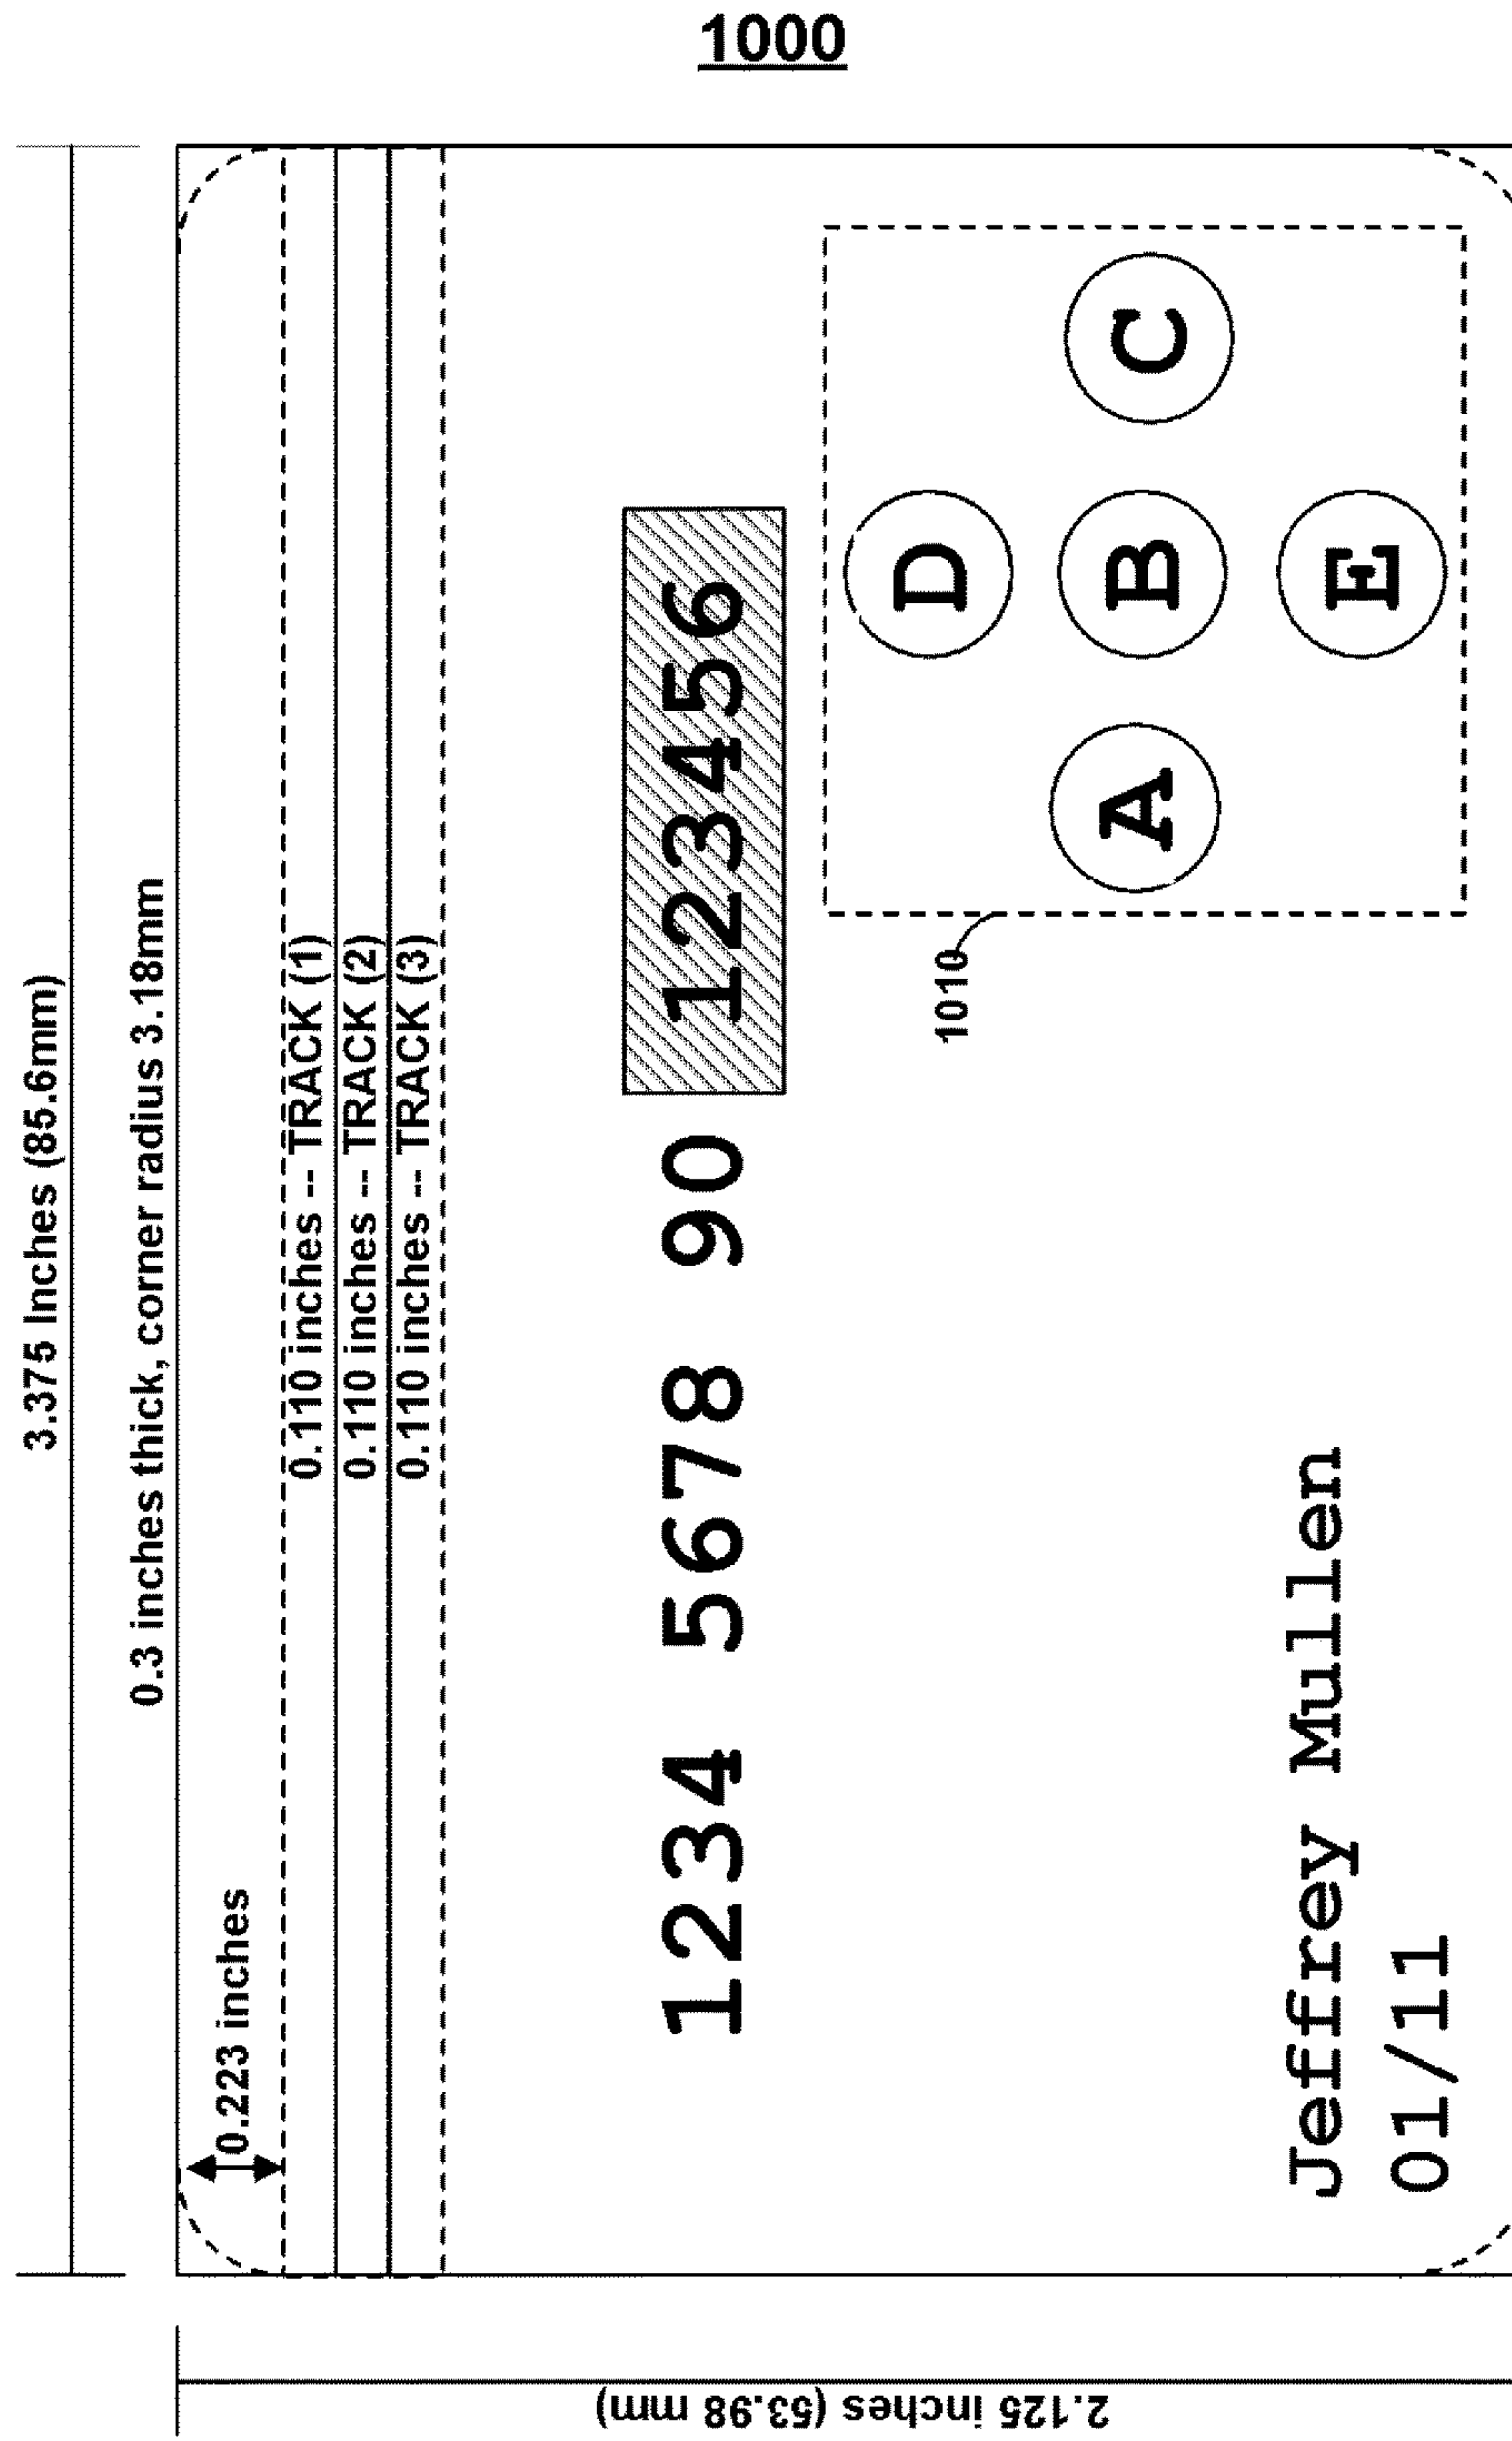 1000
3.375 Inches (85.6mm)
0.3 inches thick, corner radius 3.18mm
0.223 inches
0.110 inches -- TRACK (1)
0.110 inches -- TRACK (2)
0.110 inches -- TRACK (3)
1234 5678 90 123456
1010
D
A B C
E
Jeffrey Mullen
01/11
2.125 inches (53.98 mm)